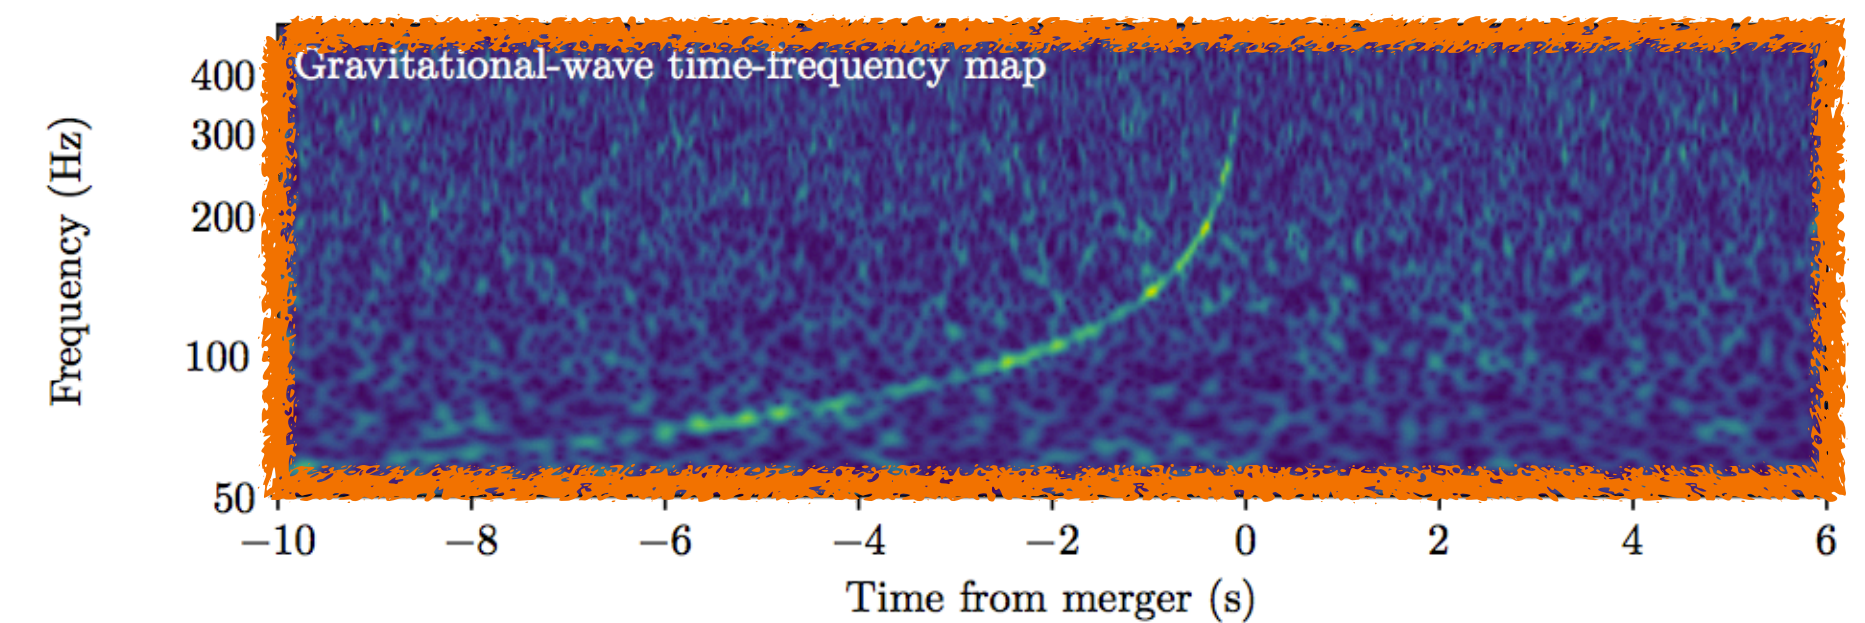 Gravitational-wave time-frequency map
400
300
200
100
50
Frequency (Hz)
−10 −8 −6 −4 −2 0 2 4 6
Time from merger (s)